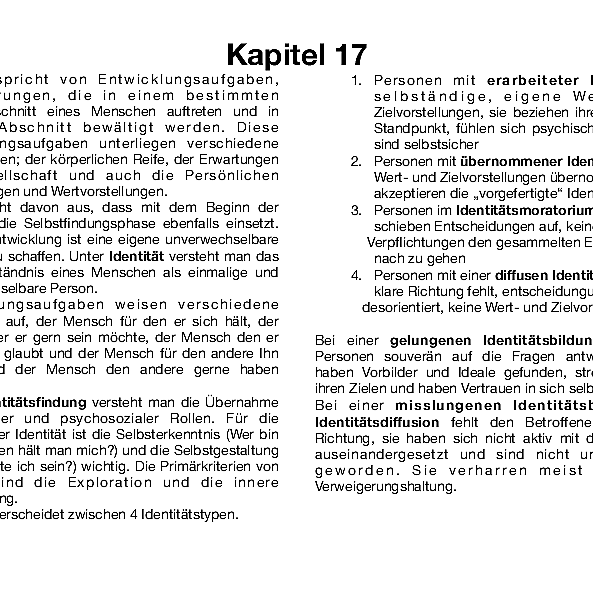 Kapitel 17
spricht von Entwicklungsaufgaben,
rungen, die in einem bestimmten
schnitt eines Menschen auftreten und in
Abschnitt bewältigt werden. Diese
ngsaufgaben unterliegen verschiedene
en; der körperlichen Reife, der Erwartungen
ellschaft und auch die Persönlichen
gen und Wertvorstellungen.
ht davon aus, dass mit dem Beginn der
die Selbstfindungsphase ebenfalls einsetzt.
ntwicklung ist eine eigene unverwechselbare
u schaffen. Unter Identität versteht man das
tändnis eines Menschen als einmalige und
selbare Person.
ungsaufgaben weisen verschiedene
auf, der Mensch für den er sich hält, der
er er gern sein möchte, der Mensch den er
glaubt und der Mensch für den andere Ihn
d der Mensch den andere gerne haben
ntitätsfindung versteht man die Übernahme
er und psychosozialer Rollen. Für die
er Identität ist die Selbsterkenntnis (Wer bin
en hält man mich?) und die Selbstgestaltung
te ich sein?) wichtig. Die Primärkriterien von
ind die Exploration und die innere
ng.
erscheidet zwischen 4 Identitätstypen.
1. Personen mit erarbeiteter
selbständige, eigene We
Zielvorstellungen, sie beziehen ihre
Standpunkt, fühlen sich psychisch
sind selbstsicher
2. Personen mit übernommener Iden
Wert- und Zielvorstellungen überno
akzeptieren die „vorgefertigte“ Iden
3. Personen im Identitätsmoratorium
schieben Entscheidungen auf, kein
Verpflichtungen den gesammelten E
nach zu gehen
4. Personen mit einer diffusen Identit
klare Richtung fehlt, entscheidungu
desorientiert, keine Wert- und Zielvor
Bei einer gelungenen Identitätsbildun
Personen souverän auf die Fragen antw
haben Vorbilder und Ideale gefunden, stre
ihren Zielen und haben Vertrauen in sich selb
Bei einer misslungenen Identitätsb
Identitätsdiffusion fehlt den Betroffene
Richtung, sie haben sich nicht aktiv mit d
auseinandergesetzt und sind nicht un
geworden. Sie verharren meist
Verweigerungshaltung.